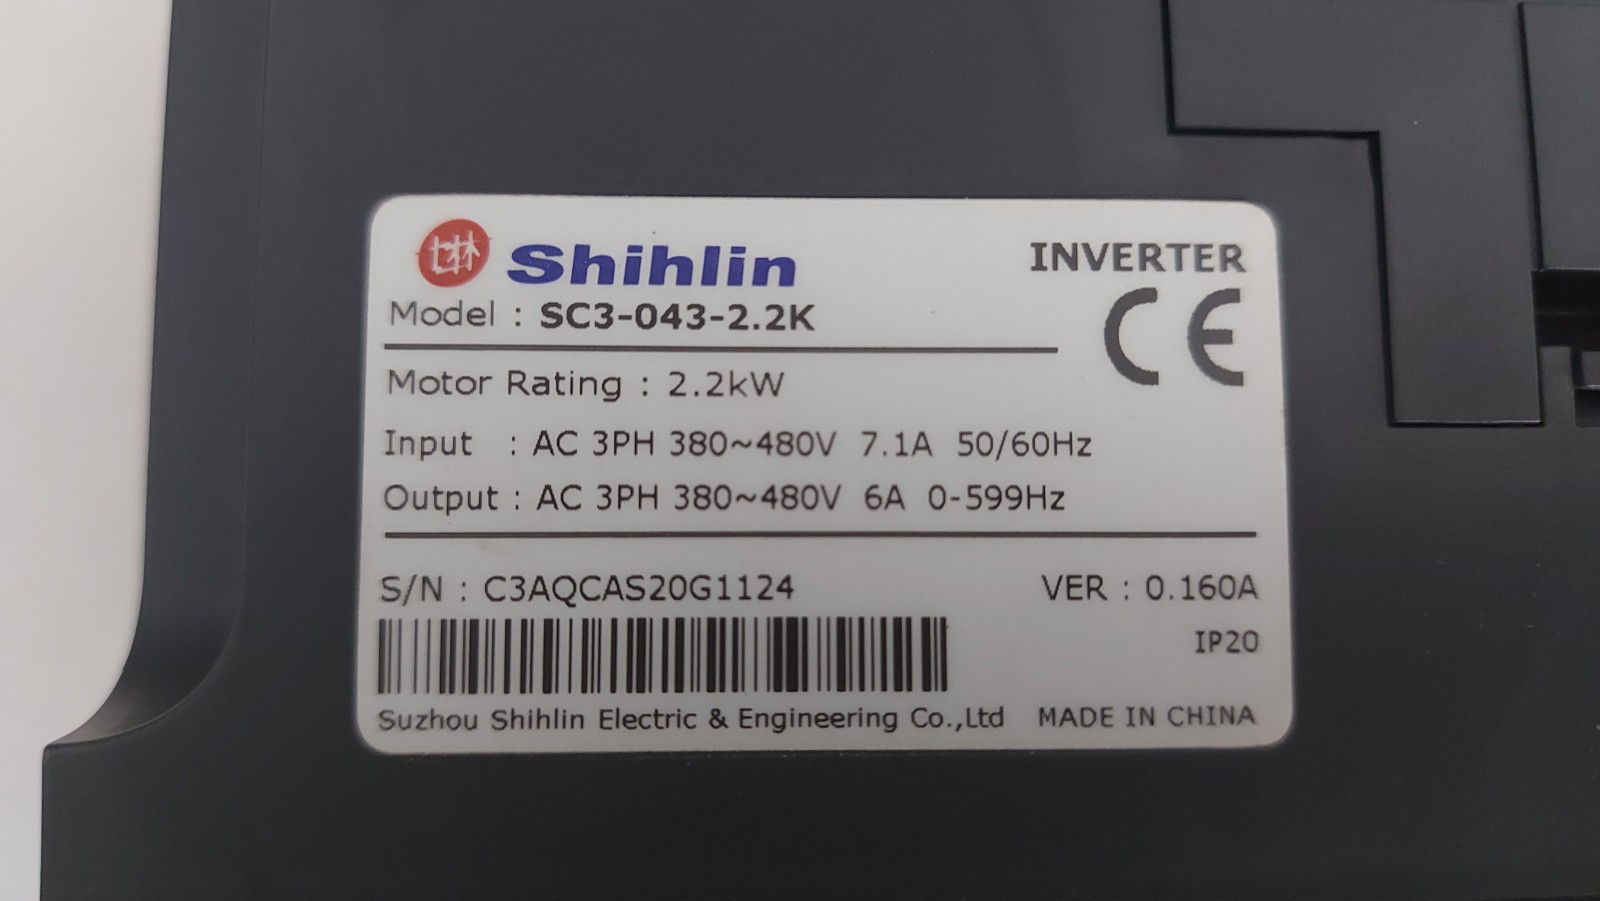 士林 Shihlin
INVERTER
Model : SC3-043-2.2K
CE
Motor Rating : 2.2kW
Input : AC 3PH 380~480V 7.1A 50/60Hz
Output : AC 3PH 380~480V 6A 0-599Hz
S/N : C3AQCAS20G1124 VER : 0.160A
IP20
Suzhou Shihlin Electric & Engineering Co.,Ltd MADE IN CHINA